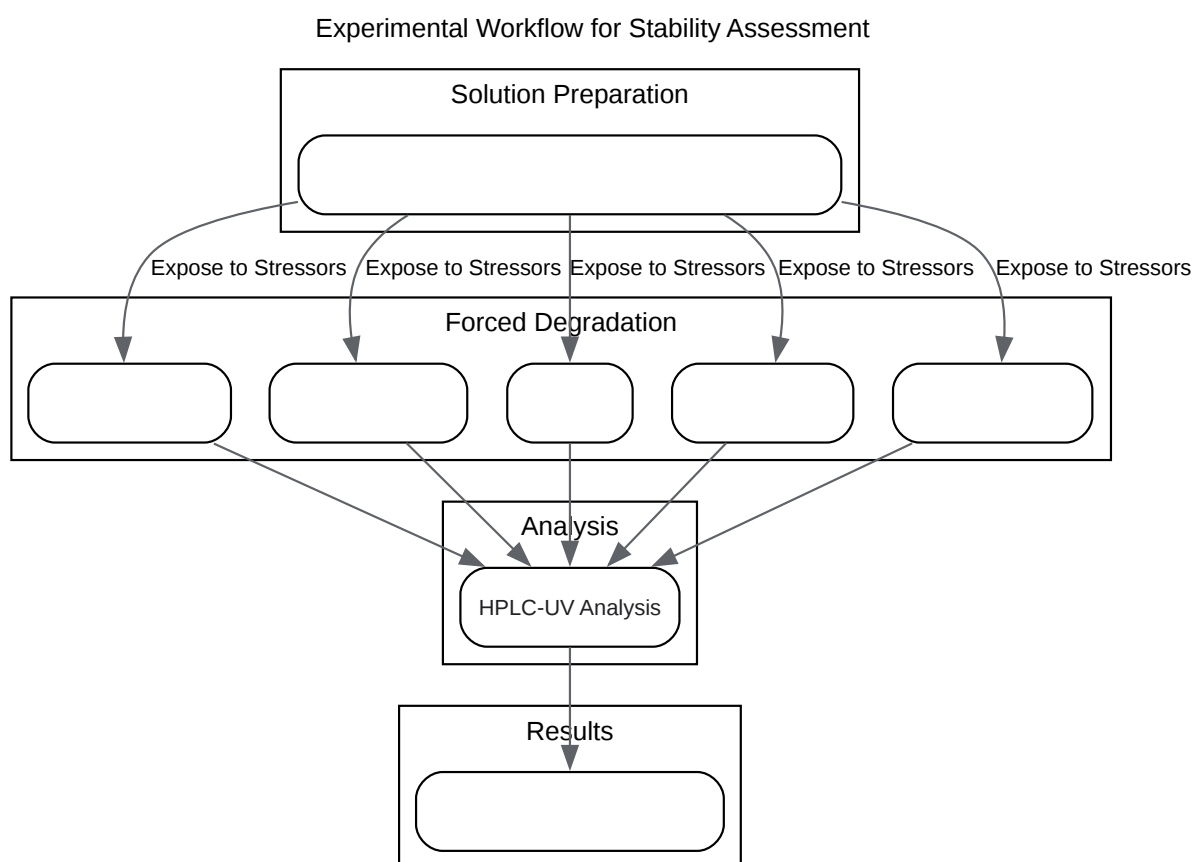 Experimental Workflow for Stability Assessment
Solution Preparation
Expose to Stressors
Expose to Stressors
Expose to Stressors
Expose to Stressors
Expose to Stressors
Forced Degradation
Analysis
HPLC-UV Analysis
Results